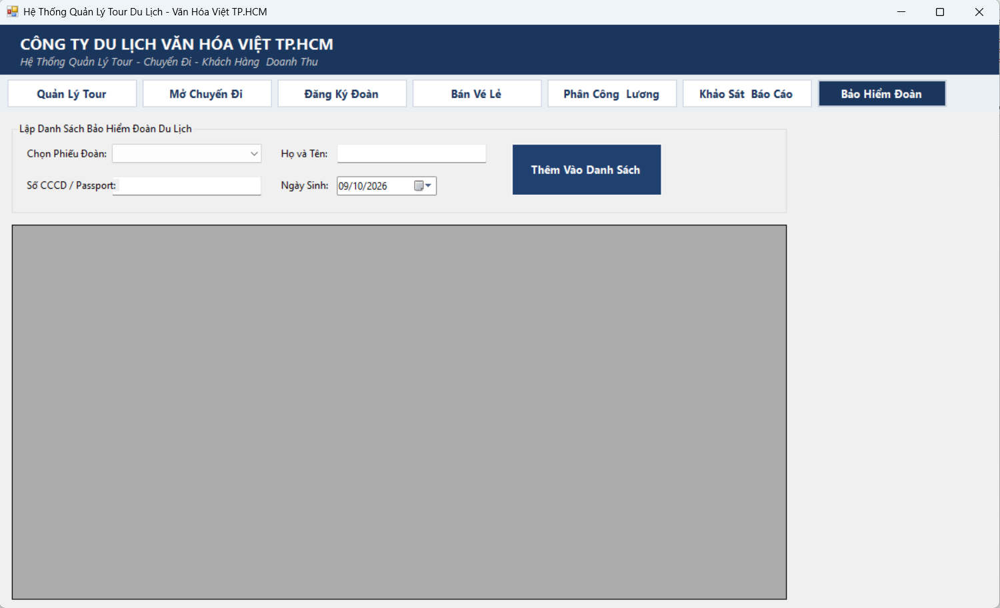 Hệ Thống Quản Lý Tour Du Lịch - Văn Hóa Việt TP.HCM
CÔNG TY DU LỊCH VĂN HÓA VIỆT TP.HCM
Hệ Thống Quản Lý Tour - Chuyến Đi - Khách Hàng  Doanh Thu
Quản Lý Tour
Mở Chuyến Đi
Đăng Ký Đoàn
Bán Vé Lẻ
Phân Công  Lương
Khảo Sát  Báo Cáo
Bảo Hiểm Đoàn
Lập Danh Sách Bảo Hiểm Đoàn Du Lịch
Chọn Phiếu Đoàn:
Họ và Tên:
Thêm Vào Danh Sách
Số CCCD / Passport:
Ngày Sinh: 09/10/2026